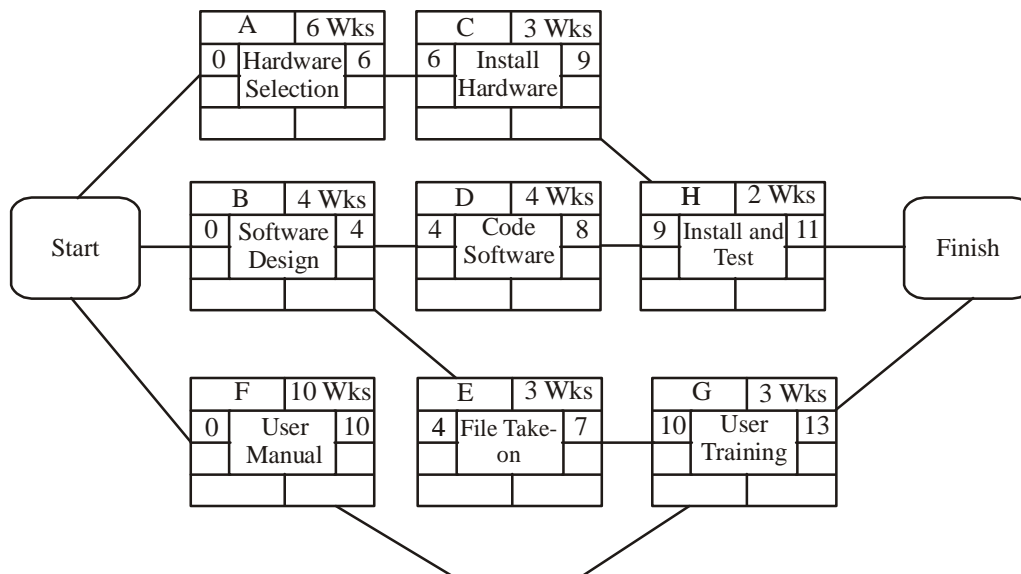 A 6 Wks
0 Hardware 6
Selection
C 3 Wks
6 Install 9
Hardware
Start
B 4 Wks
0 Software 4
Design
D 4 Wks
4 Code 8
Software
H 2 Wks
9 Install and 11
Test
Finish
F 10 Wks
0 User 10
Manual
E 3 Wks
4 File Take- 7
on
G 3 Wks
10 User 13
Training